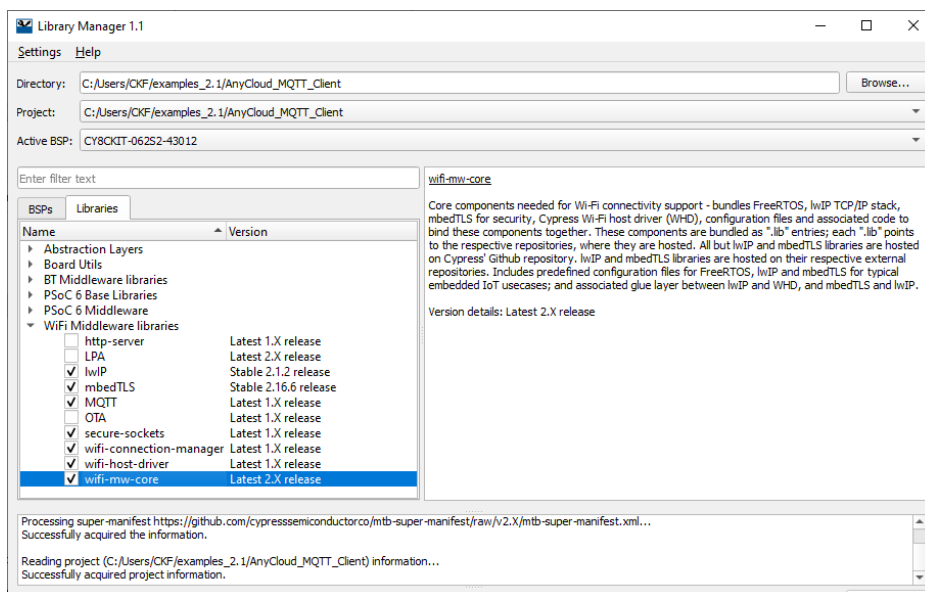 Library Manager 1.1
Settings Help
Directory: C:/Users/CKF/examples_2.1/AnyCloud_MQTT_Client Browse...
Project: C:/Users/CKF/examples_2.1/AnyCloud_MQTT_Client
Active BSP: CY8CKIT-062S2-43012
Enter filter text
BSPs Libraries
Name Version
Abstraction Layers
Board Utils
BT Middleware libraries
PSoC 6 Base Libraries
PSoC 6 Middleware
WiFi Middleware libraries
http-server Latest 1.X release
LPA Latest 2.X release
lwIP Stable 2.1.2 release
mbedTLS Stable 2.16.6 release
MQTT Latest 1.X release
OTA Latest 1.X release
secure-sockets Latest 1.X release
wifi-connection-manager Latest 1.X release
wifi-host-driver Latest 1.X release
wifi-mw-core Latest 2.X release
wifi-mw-core
Core components needed for Wi-Fi connectivity support - bundles FreeRTOS, lwIP TCP/IP stack,
mbedTLS for security, Cypress Wi-Fi host driver (WHD), configuration files and associated code to
bind these components together. These components are bundled as ".lib" entries; each ".lib" points
to the respective repositories, where they are hosted. All but lwIP and mbedTLS libraries are hosted
on Cypress' Github repository. lwIP and mbedTLS libraries are hosted on their respective external
repositories. Includes predefined configuration files for FreeRTOS, lwIP and mbedTLS for typical
embedded IoT usecases; and associated glue layer between lwIP and WHD, and mbedTLS and lwIP.
Version details: Latest 2.X release
Processing super-manifest https://github.com/cypresssemiconductorco/mtb-super-manifest/raw/v2.X/mtb-super-manifest.xml...
Successfully acquired the information.
Reading project (C:/Users/CKF/examples_2.1/AnyCloud_MQTT_Client) information...
Successfully acquired project information.